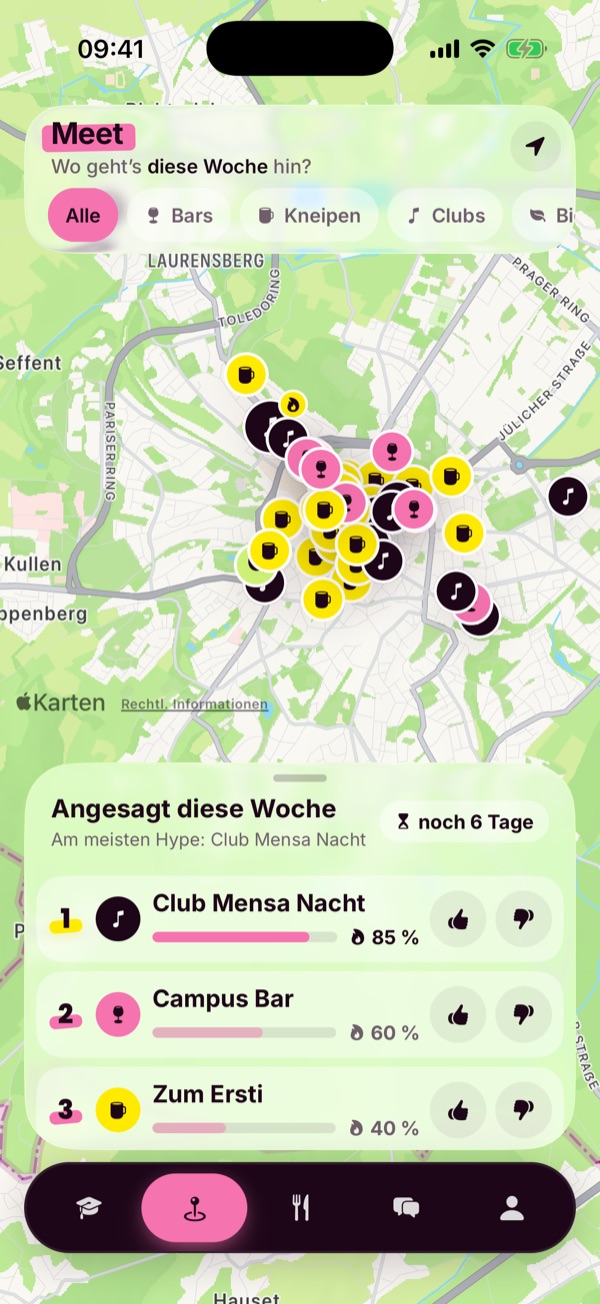 09:41
Meet
Wo geht's diese Woche hin?
Alle
Bars
Kneipen
Clubs
Bi
LAURENSBERG
TOLEDORING
PRAGER RING
Seffent
PARISER RING
JÜLICHER STRASSE
Kullen
ppenberg
Karten
Rechtl. Informationen
Angesagt diese Woche
noch 6 Tage
Am meisten Hype: Club Mensa Nacht
1
Club Mensa Nacht
85 %
2
Campus Bar
60 %
3
Zum Ersti
40 %
Hauset